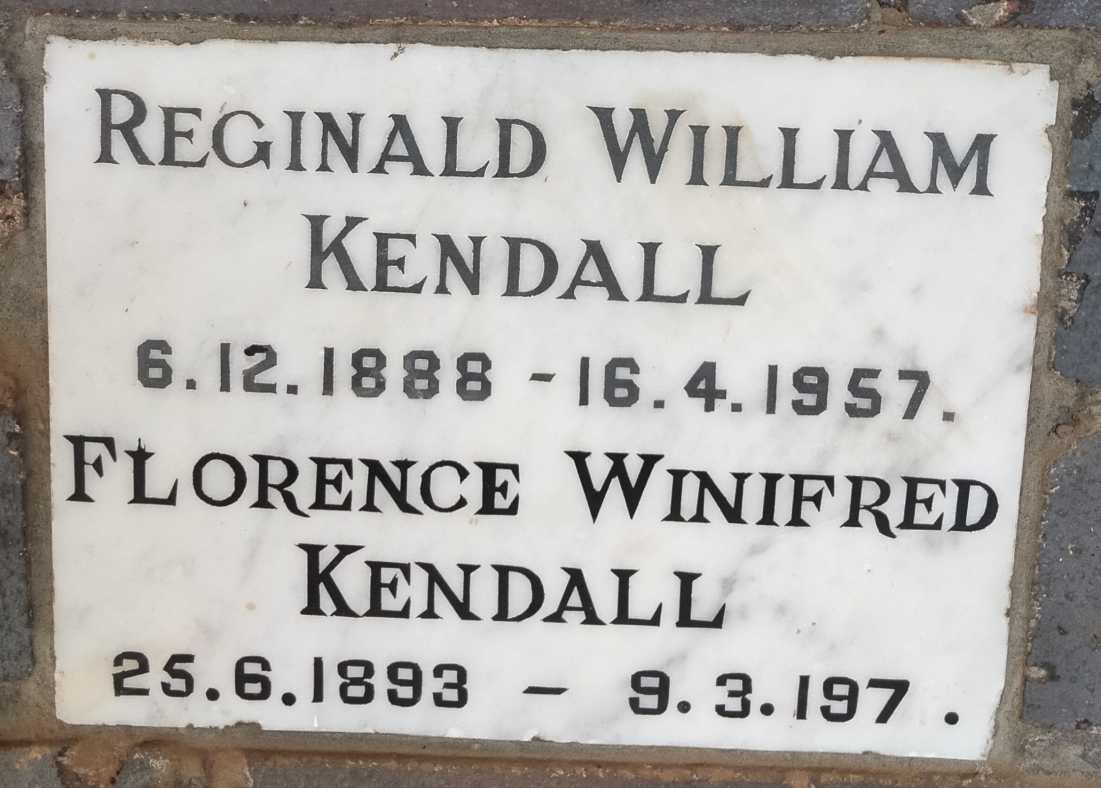 REGINALD WILLIAM
KENDALL
6.12.1888 - 16.4.1957.
FLORENCE WINIFRED
KENDALL
25.6.1893 - 9.3.197 .